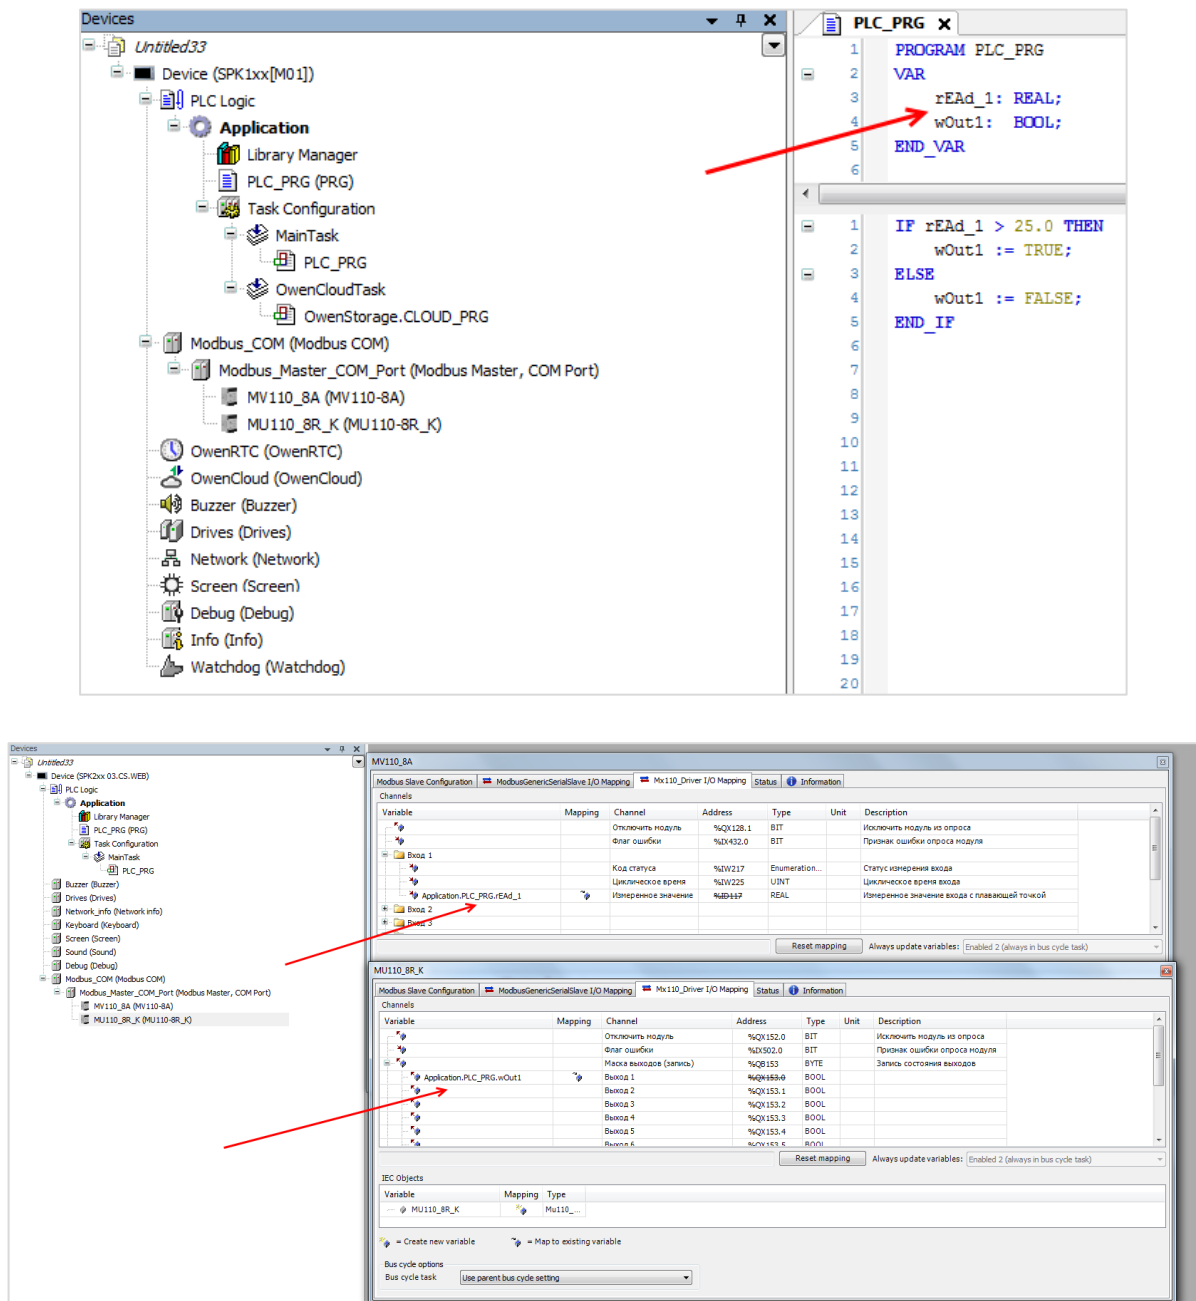 Devices
Untitled33
Device (SPK1xx[M01])
PLC Logic
Application
Library Manager
PLC_PRG (PRG)
Task Configuration
MainTask
PLC_PRG
OwenCloudTask
OwenStorage.CLOUD_PRG
Modbus_COM (Modbus COM)
Modbus_Master_COM_Port (Modbus Master, COM Port)
MV110_8A (MV110-8A)
MU110_8R_K (MU110-8R_K)
OwenRTC (OwenRTC)
OwenCloud (OwenCloud)
Buzzer (Buzzer)
Drives (Drives)
Network (Network)
Screen (Screen)
Debug (Debug)
Info (Info)
Watchdog (Watchdog)
PLC_PRG
1 PROGRAM PLC_PRG
2 VAR
3 rEAd_1: REAL;
4 wOut1: BOOL;
5 END_VAR
6
1 IF rEAd_1 > 25.0 THEN
2 wOut1 := TRUE;
3 ELSE
4 wOut1 := FALSE;
5 END_IF
6
7
8
9
10
11
12
13
14
15
16
17
18
19
20
Devices
Untitled33
Device (SPK2xx 03.CS.WEB)
PLC Logic
Application
Library Manager
PLC_PRG (PRG)
Task Configuration
MainTask
PLC_PRG
Buzzer (Buzzer)
Drives (Drives)
Network_info (Network info)
Keyboard (Keyboard)
Screen (Screen)
Sound (Sound)
Debug (Debug)
Modbus_COM (Modbus COM)
Modbus_Master_COM_Port (Modbus Master, COM Port)
MV110_8A (MV110-8A)
MU110_8R_K (MU110-8R_K)
MV110_8A
Modbus Slave Configuration ModbusGenericSerialSlave I/O Mapping Mx110_Driver I/O Mapping Status Information
Channels
Variable Mapping Channel Address Type Unit Description
Отключить модуль %QX128.1 BIT Исключить модуль из опроса
Флаг ошибки %IX432.0 BIT Признак ошибки опроса модуля
Вход 1
Код статуса %IW217 Enumeration... Статус измерения входа
Циклическое время %IW225 UINT Циклическое время входа
Application.PLC_PRG.rEAd_1 Измеренное значение %ID117 REAL Измеренное значение входа с плавающей точкой
Вход 2
Вход 3
Reset mapping Always update variables: Enabled 2 (always in bus cycle task)
MU110_8R_K
Modbus Slave Configuration ModbusGenericSerialSlave I/O Mapping Mx110_Driver I/O Mapping Status Information
Channels
Variable Mapping Channel Address Type Unit Description
Отключить модуль %QX152.0 BIT Исключить модуль из опроса
Флаг ошибки %IX502.0 BIT Признак ошибки опроса модуля
Маска выходов (запись) %QB153 BYTE Запись состояния выходов
Application.PLC_PRG.wOut1 Выход 1 %QX153.0 BOOL
Выход 2 %QX153.1 BOOL
Выход 3 %QX153.2 BOOL
Выход 4 %QX153.3 BOOL
Выход 5 %QX153.4 BOOL
Выход 6 %QX153.5 BOOL
Reset mapping Always update variables: Enabled 2 (always in bus cycle task)
IEC Objects
Variable Mapping Type
MU110_8R_K Mu110_...
= Create new variable = Map to existing variable
Bus cycle options
Bus cycle task Use parent bus cycle setting